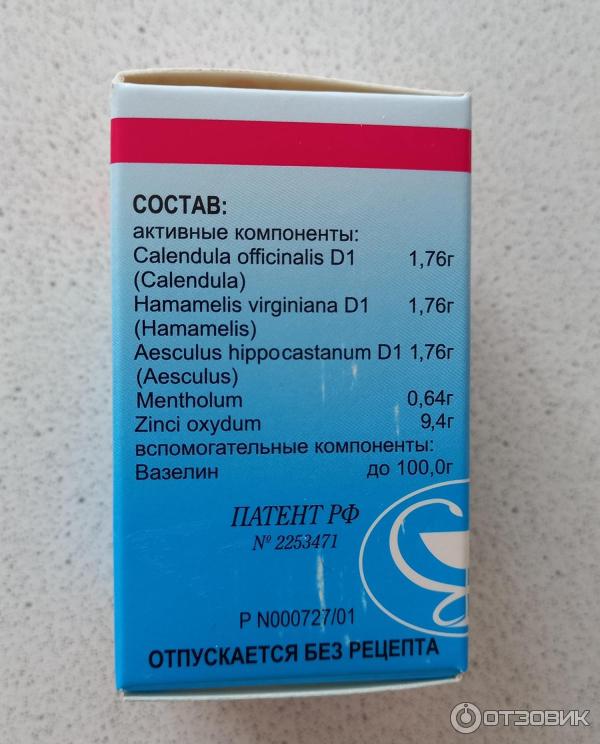 СОСТАВ:
активные компоненты:
Calendula officinalis D1 1,76г
(Calendula)
Hamamelis virginiana D1 1,76г
(Hamamelis)
Aesculus hippocastanum D1 1,76г
(Aesculus)
Mentholum 0,64г
Zinci oxydum 9,4г
вспомогательные компоненты:
Вазелин до 100,0г
ПАТЕНТ РФ
№ 2253471
Р N000727/01
ОТПУСКАЕТСЯ БЕЗ РЕЦЕПТА
ОТЗОВИК